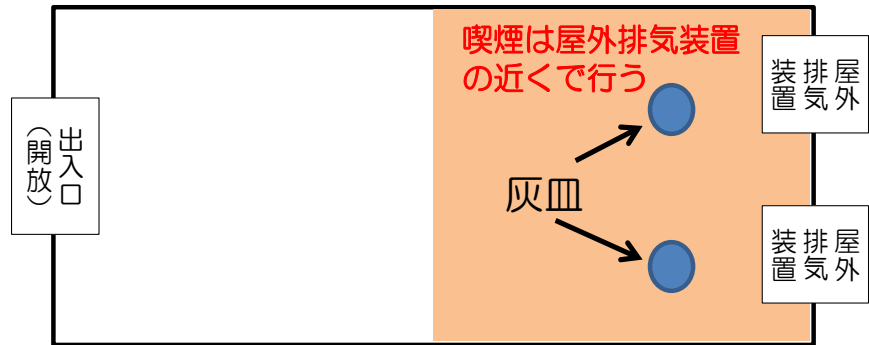 喫煙は屋外排気装置
の近くで行う
出入口
（開放）
灰皿
屋外
排気
装置
屋外
排気
装置